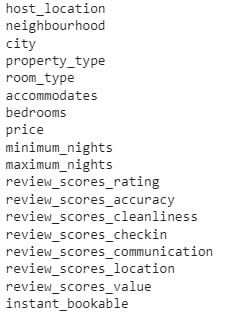 host_location
neighbourhood
city
property_type
room_type
accommodates
bedrooms
price
minimum_nights
maximum_nights
review_scores_rating
review_scores_accuracy
review_scores_cleanliness
review_scores_checkin
review_scores_communication
review_scores_location
review_scores_value
instant_bookable